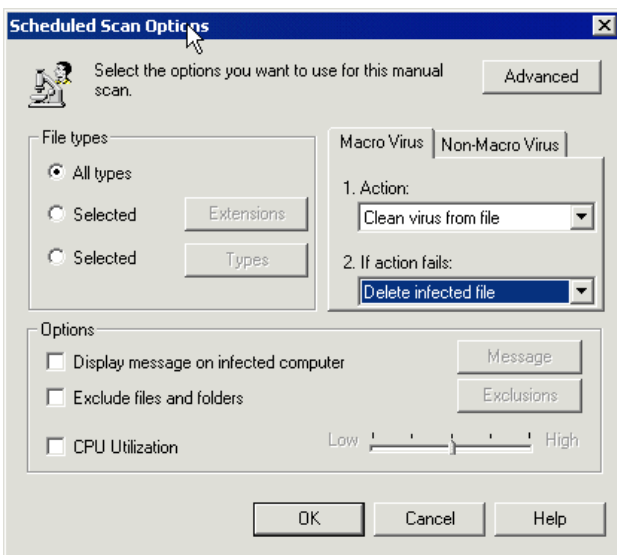 Scheduled Scan Options
Select the options you want to use for this manual
scan.
Advanced
File types
All types
Selected
Extensions
Selected
Types
Macro Virus
Non-Macro Virus
1. Action:
Clean virus from file
2. If action fails:
Delete infected file
Options
Display message on infected computer
Message
Exclude files and folders
Exclusions
CPU Utilization
Low
High
OK
Cancel
Help